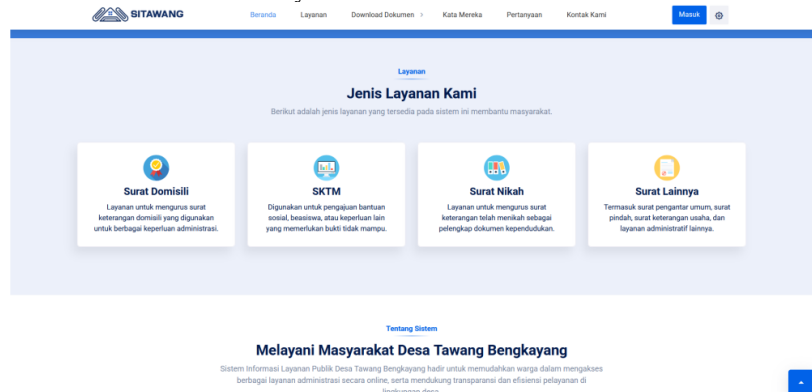 SITAWANG
Beranda Layanan Download Dokumen > Kata Mereka Pertanyaan Kontak Kami Masuk
Layanan
Jenis Layanan Kami
Berikut adalah jenis layanan yang tersedia pada sistem ini membantu masyarakat.
Surat Domisili
Layanan untuk mengurus surat
keterangan domisili yang digunakan
untuk berbagai keperluan administrasi.
SKTM
Digunakan untuk pengajuan bantuan
sosial, beasiswa, atau keperluan lain
yang memerlukan bukti tidak mampu.
Surat Nikah
Layanan untuk mengurus surat
keterangan telah menikah sebagai
pelengkap dokumen kependudukan.
Surat Lainnya
Termasuk surat pengantar umum, surat
pindah, surat keterangan usaha, dan
layanan administratif lainnya.
Tentang Sistem
Melayani Masyarakat Desa Tawang Bengkayang
Sistem Informasi Layanan Publik Desa Tawang Bengkayang hadir untuk memudahkan warga dalam mengakses
berbagai layanan administrasi secara online, serta mendukung transparansi dan efisiensi pelayanan di
lingkungan desa.